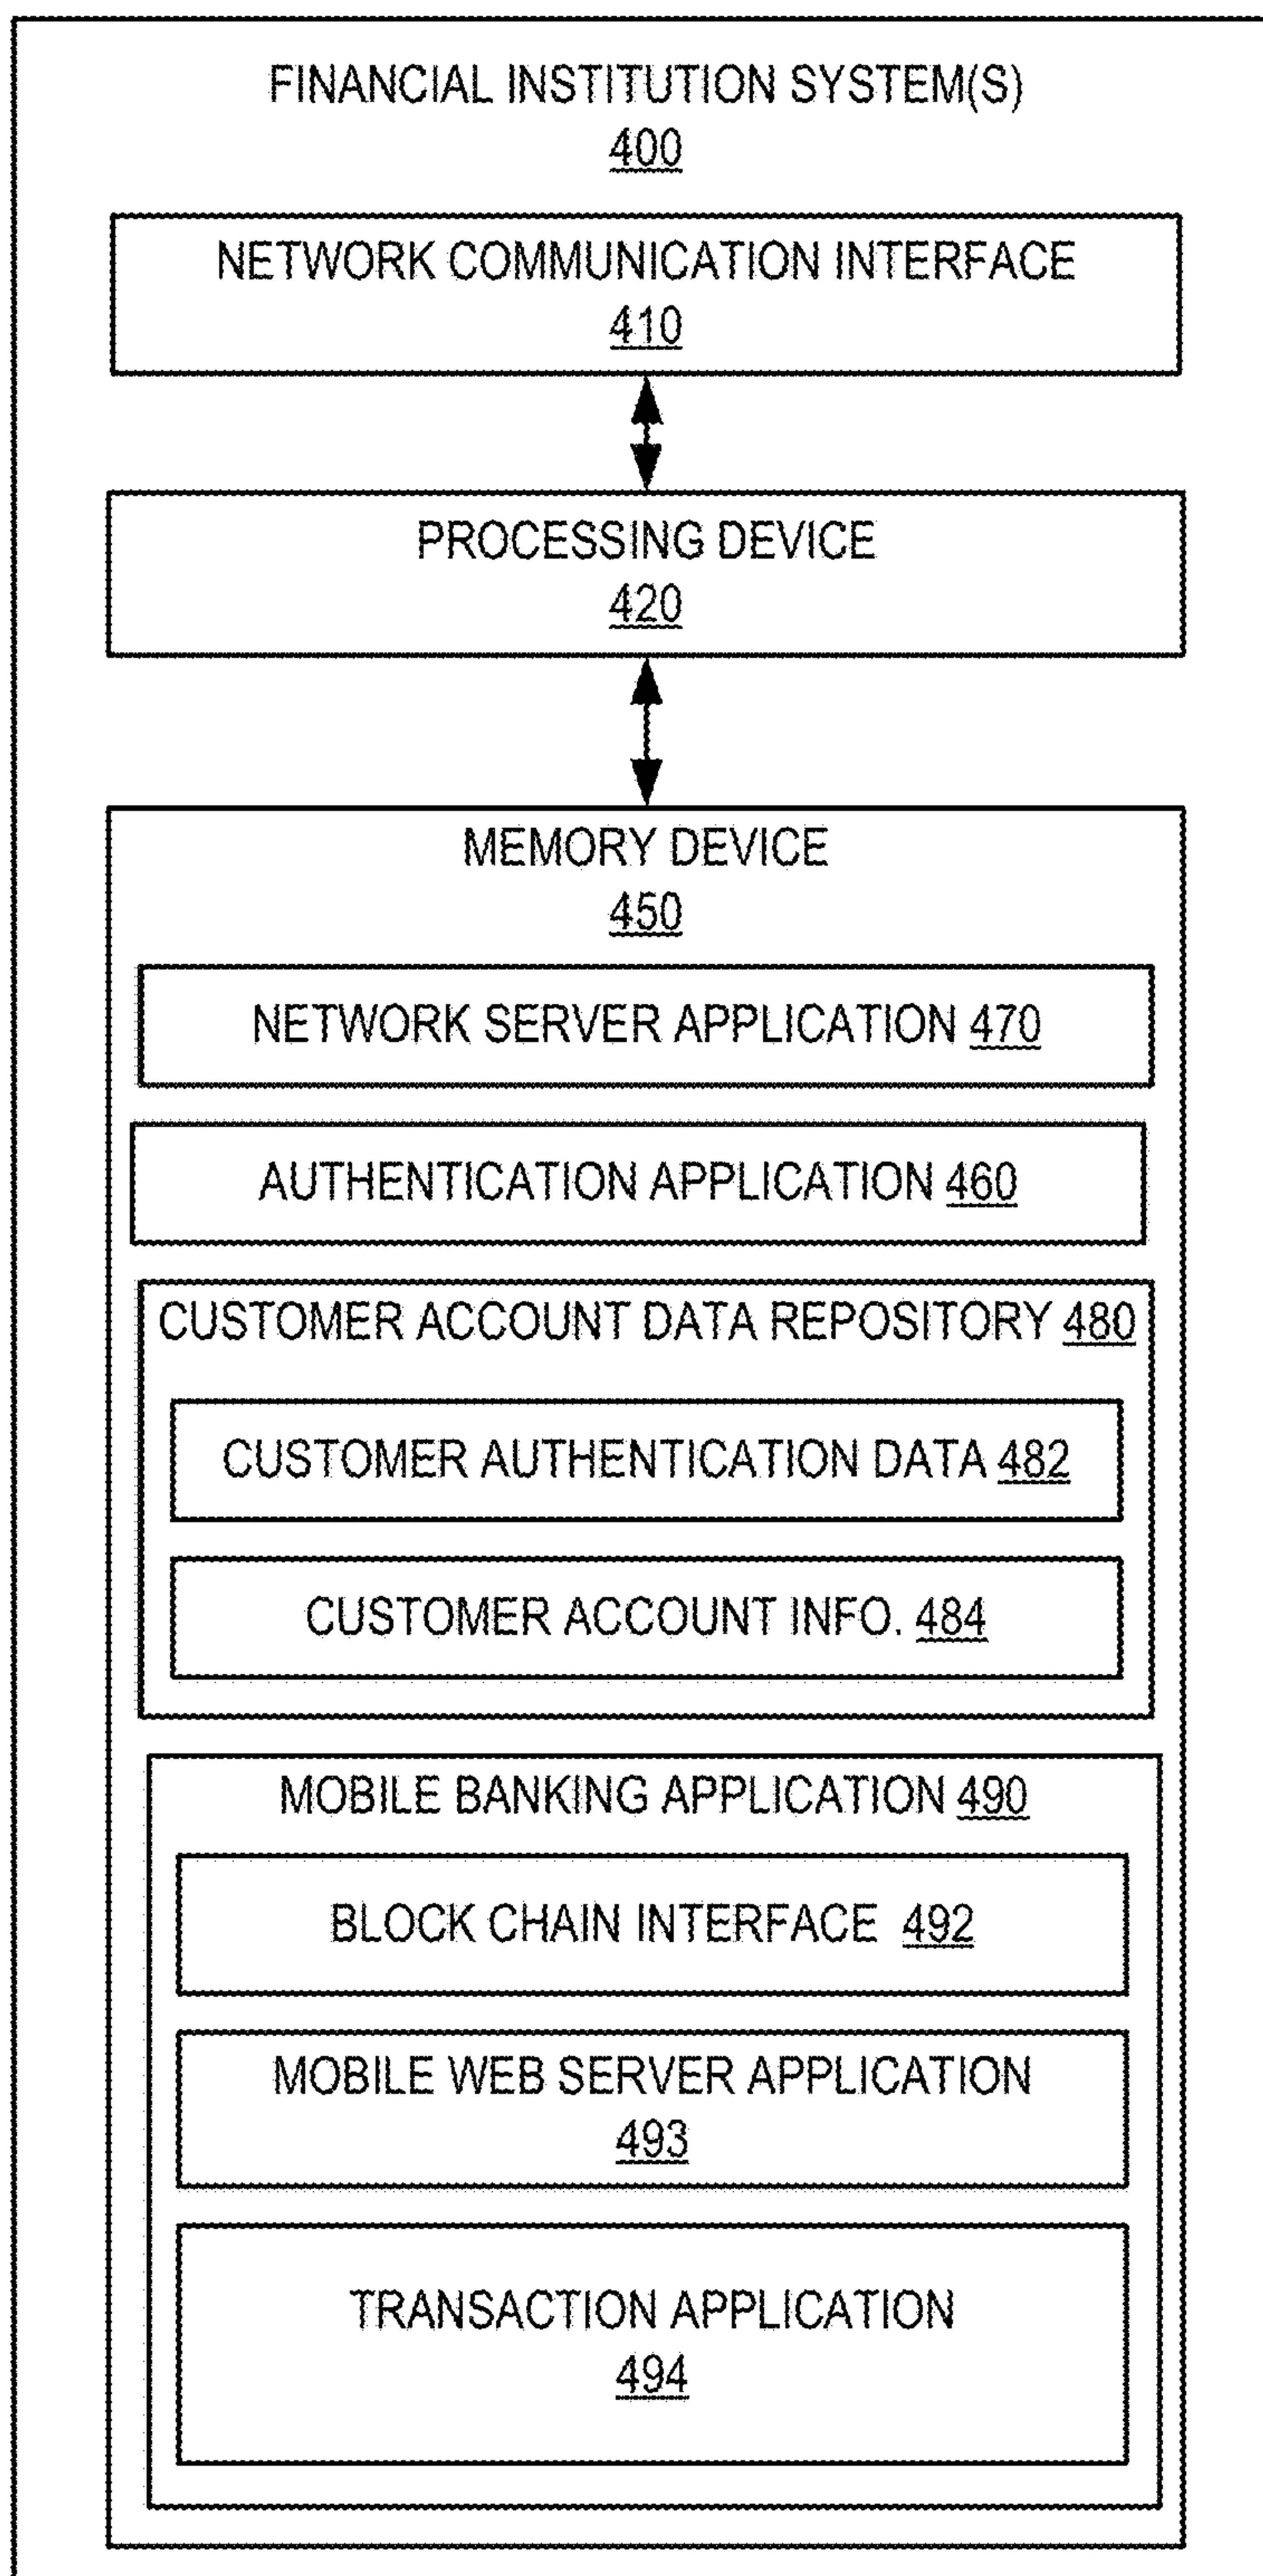 FINANCIAL INSTITUTION SYSTEM(S)
400
NETWORK COMMUNICATION INTERFACE
410
PROCESSING DEVICE
420
MEMORY DEVICE
450
NETWORK SERVER APPLICATION 470
AUTHENTICATION APPLICATION 460
CUSTOMER ACCOUNT DATA REPOSITORY 480
CUSTOMER AUTHENTICATION DATA 482
CUSTOMER ACCOUNT INFO. 484
MOBILE BANKING APPLICATION 490
BLOCK CHAIN INTERFACE 492
MOBILE WEB SERVER APPLICATION
493
TRANSACTION APPLICATION
494